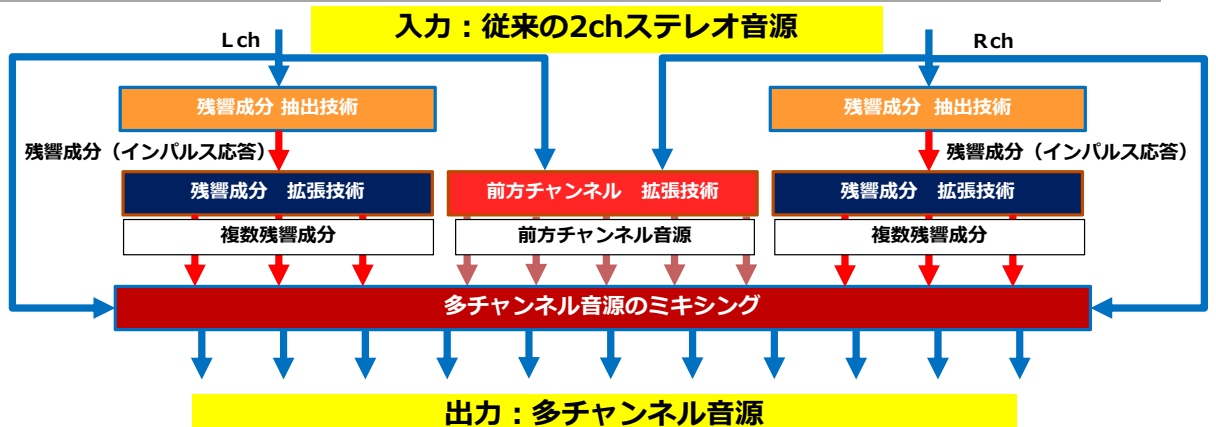 入力：従来の2chステレオ音源
Lch
Rch
残響成分 抽出技術
残響成分 抽出技術
残響成分（インパルス応答）
残響成分（インパルス応答）
残響成分 拡張技術
前方チャンネル 拡張技術
残響成分 拡張技術
複数残響成分
前方チャンネル音源
複数残響成分
多チャンネル音源のミキシング
出力：多チャンネル音源